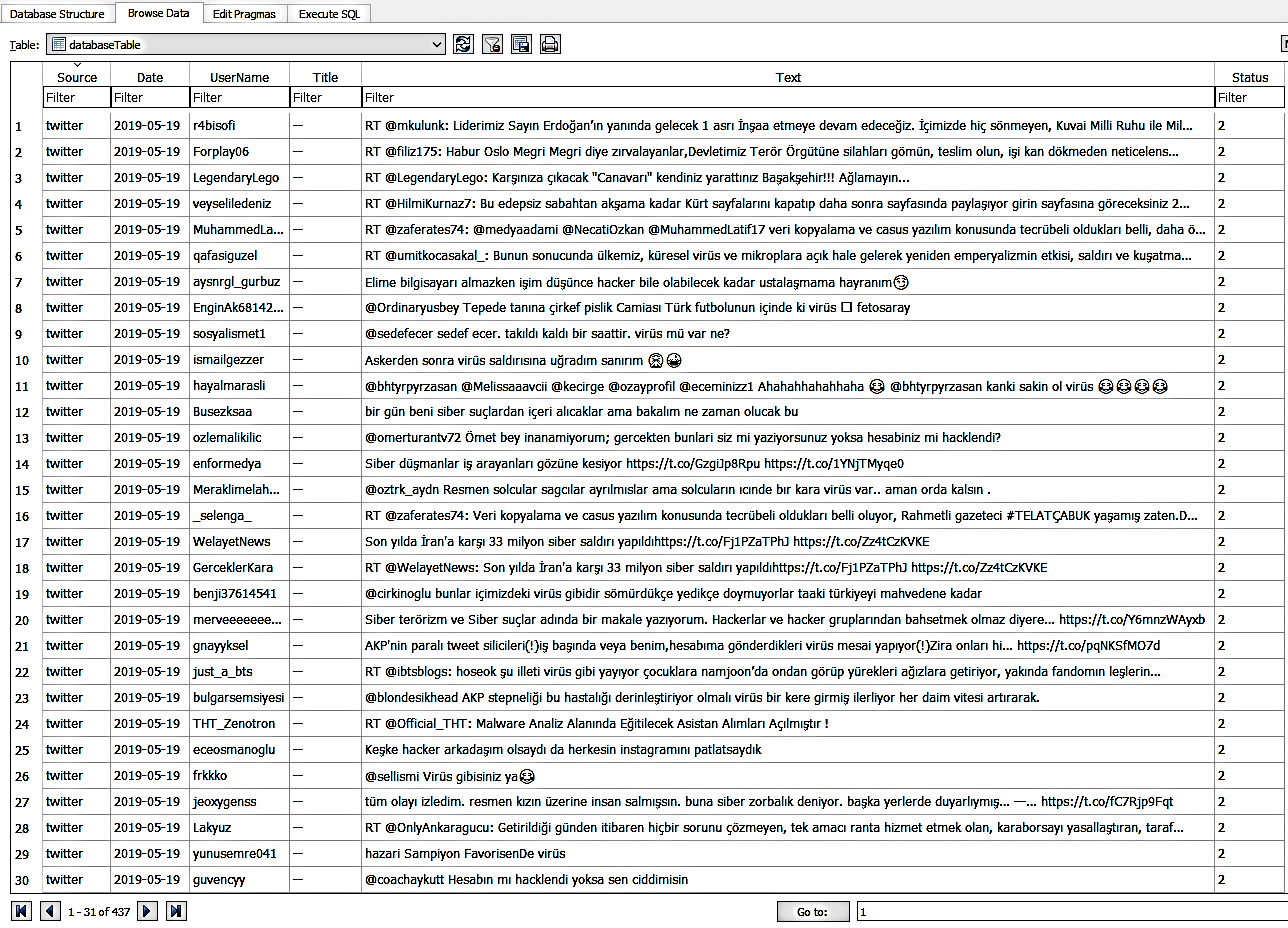 Database Structure Browse Data Edit Pragmas Execute SQL
Table: databaseTable
Source Date UserName Title Text Status
Filter Filter Filter Filter Filter Filter
1 twitter 2019-05-19 r4bisofi --- RT @mkulunk: Liderimiz Sayın Erdoğan’ın yanında gelecek 1 asrı İnşaa etmeye devam edeceğiz. İçimizde hiç sönmeyen, Kuvai Milli Ruhu ile Mil... 2
2 twitter 2019-05-19 Forplay06 --- RT @filiz175: Habur Oslo Megri Megri diye zırvalayanlar,Devletimiz Terör Örgütüne silahları gömün, teslim olun, işi kan dökmeden neticelens... 2
3 twitter 2019-05-19 LegendaryLego --- RT @LegendaryLego: Karşınıza çıkacak "Canavarı" kendiniz yarattınız Başakşehir!!! Ağlamayın... 2
4 twitter 2019-05-19 veyseliledeniz --- RT @HilmiKurnaz7: Bu edepsiz sabahtan akşama kadar Kürt sayfalarını kapatıp daha sonra sayfasında paylaşıyor girin sayfasına göreceksiniz 2... 2
5 twitter 2019-05-19 MuhammedLa... --- RT @zaferates74: @medyaadami @NecatiOzkan @MuhammedLatif17 veri kopyalama ve casus yazılım konusunda tecrübeli oldukları belli, daha ö... 2
6 twitter 2019-05-19 qafasiguzel --- RT @umitkocasakal_: Bunun sonucunda ülkemiz, küresel virüs ve mikroplara açık hale gelerek yeniden emperyalizmin etkisi, saldırı ve kuşatma... 2
7 twitter 2019-05-19 aysnrgl_gurbuz --- Elime bilgisayarı almazken işim düşünce hacker bile olabilecek kadar ustalaşmama hayranım😏 2
8 twitter 2019-05-19 EnginAk68142... --- @Ordinaryusbey Tepede tanına çirkef pislik Camiası Türk futbolunun içinde ki virüs □ fetosaray 2
9 twitter 2019-05-19 sosyalismet1 --- @sedefecer sedef ecer. takıldı kaldı bir saattir. virüs mü var ne? 2
10 twitter 2019-05-19 ismailgezzer --- Askerden sonra virüs saldırısına uğradım sanırım 😤😷 2
11 twitter 2019-05-19 hayalmarasli --- @bhtyrpyrzasan @Melissaaavcii @kecirge @ozayprofil @eceminizz1 Ahahahhahahhaha 😂 @bhtyrpyrzasan kanki sakin ol virüs 😂😂😂😂 2
12 twitter 2019-05-19 Busezksaa --- bir gün beni siber suçlardan içeri alıcaklar ama bakalım ne zaman olucak bu 2
13 twitter 2019-05-19 ozlemalikilic --- @omerturantv72 Ömet bey inanamiyorum; gercekten bunlari siz mi yaziyorsunuz yoksa hesabiniz mi hacklendi? 2
14 twitter 2019-05-19 enformedya --- Siber düşmanlar iş arayanları gözüne kesiyor https://t.co/GzgiJp8Rpu https://t.co/1YNjTMyqe0 2
15 twitter 2019-05-19 Meraklimelah... --- @oztrk_aydn Resmen solcular sagcılar ayrılmıslar ama solcuların ıcınde bır kara virüs var.. aman orda kalsın . 2
16 twitter 2019-05-19 _selenga_ --- RT @zaferates74: Veri kopyalama ve casus yazılım konusunda tecrübeli oldukları belli oluyor, Rahmetli gazeteci #TELATÇABUK yaşamış zaten.D... 2
17 twitter 2019-05-19 WelayetNews --- Son yılda İran'a karşı 33 milyon siber saldırı yapıldıhttps://t.co/Fj1PZaTPhJ https://t.co/Zz4tCzKVKE 2
18 twitter 2019-05-19 GerceklerKara --- RT @WelayetNews: Son yılda İran'a karşı 33 milyon siber saldırı yapıldıhttps://t.co/Fj1PZaTPhJ https://t.co/Zz4tCzKVKE 2
19 twitter 2019-05-19 benji37614541 --- @cirkinoglu bunlar içimizdeki virüs gibidir sömürdükçe yedikçe doymuyorlar taaki türkiyeyi mahvedene kadar 2
20 twitter 2019-05-19 merveeeeeee... --- Siber terörizm ve Siber suçlar adında bir makale yazıyorum. Hackerlar ve hacker gruplarından bahsetmek olmaz diyere... https://t.co/Y6mnzWAyxb 2
21 twitter 2019-05-19 gnayyksel --- AKP'nin paralı tweet silicileri(!)iş başında veya benim,hesabıma gönderdikleri virüs mesai yapıyor(!)Zira onları hi... https://t.co/pqNKSfMO7d 2
22 twitter 2019-05-19 just_a_bts --- RT @ibtsblogs: hoseok şu illeti virüs gibi yayıyor çocuklara namjoon’da ondan görüp yürekleri ağızlara getiriyor, yakında fandomın leşlerin... 2
23 twitter 2019-05-19 bulgarsemsiyesi --- @blondesikhead AKP stepneliği bu hastalığı derinleştiriyor olmalı virüs bir kere girmiş ilerliyor her daim vitesi artırarak. 2
24 twitter 2019-05-19 THT_Zenotron --- RT @Official_THT: Malware Analiz Alanında Eğitilecek Asistan Alımları Açılmıştır ! 2
25 twitter 2019-05-19 eceosmanoglu --- Keşke hacker arkadaşım olsaydı da herkesin instagramını patlatsaydık 2
26 twitter 2019-05-19 frkkko --- @sellismi Virüs gibisiniz ya😂 2
27 twitter 2019-05-19 jeoxygenss --- tüm olayı izledim. resmen kızın üzerine insan salmışsın. buna siber zorbalık deniyor. başka yerlerde duyarlıymış... —... https://t.co/fC7Rjp9Fqt 2
28 twitter 2019-05-19 Lakyuz --- RT @OnlyAnkaragucu: Getirildiği günden itibaren hiçbir sorunu çözmeyen, tek amacı ranta hizmet etmek olan, karaborsayı yasallaştıran, taraf... 2
29 twitter 2019-05-19 yunusemre041 --- hazari Sampiyon FavorisenDe virüs 2
30 twitter 2019-05-19 guvencyy --- @coachaykutt Hesabın mı hacklendi yoksa sen ciddimisin 2
1 - 31 of 437 Go to: 1